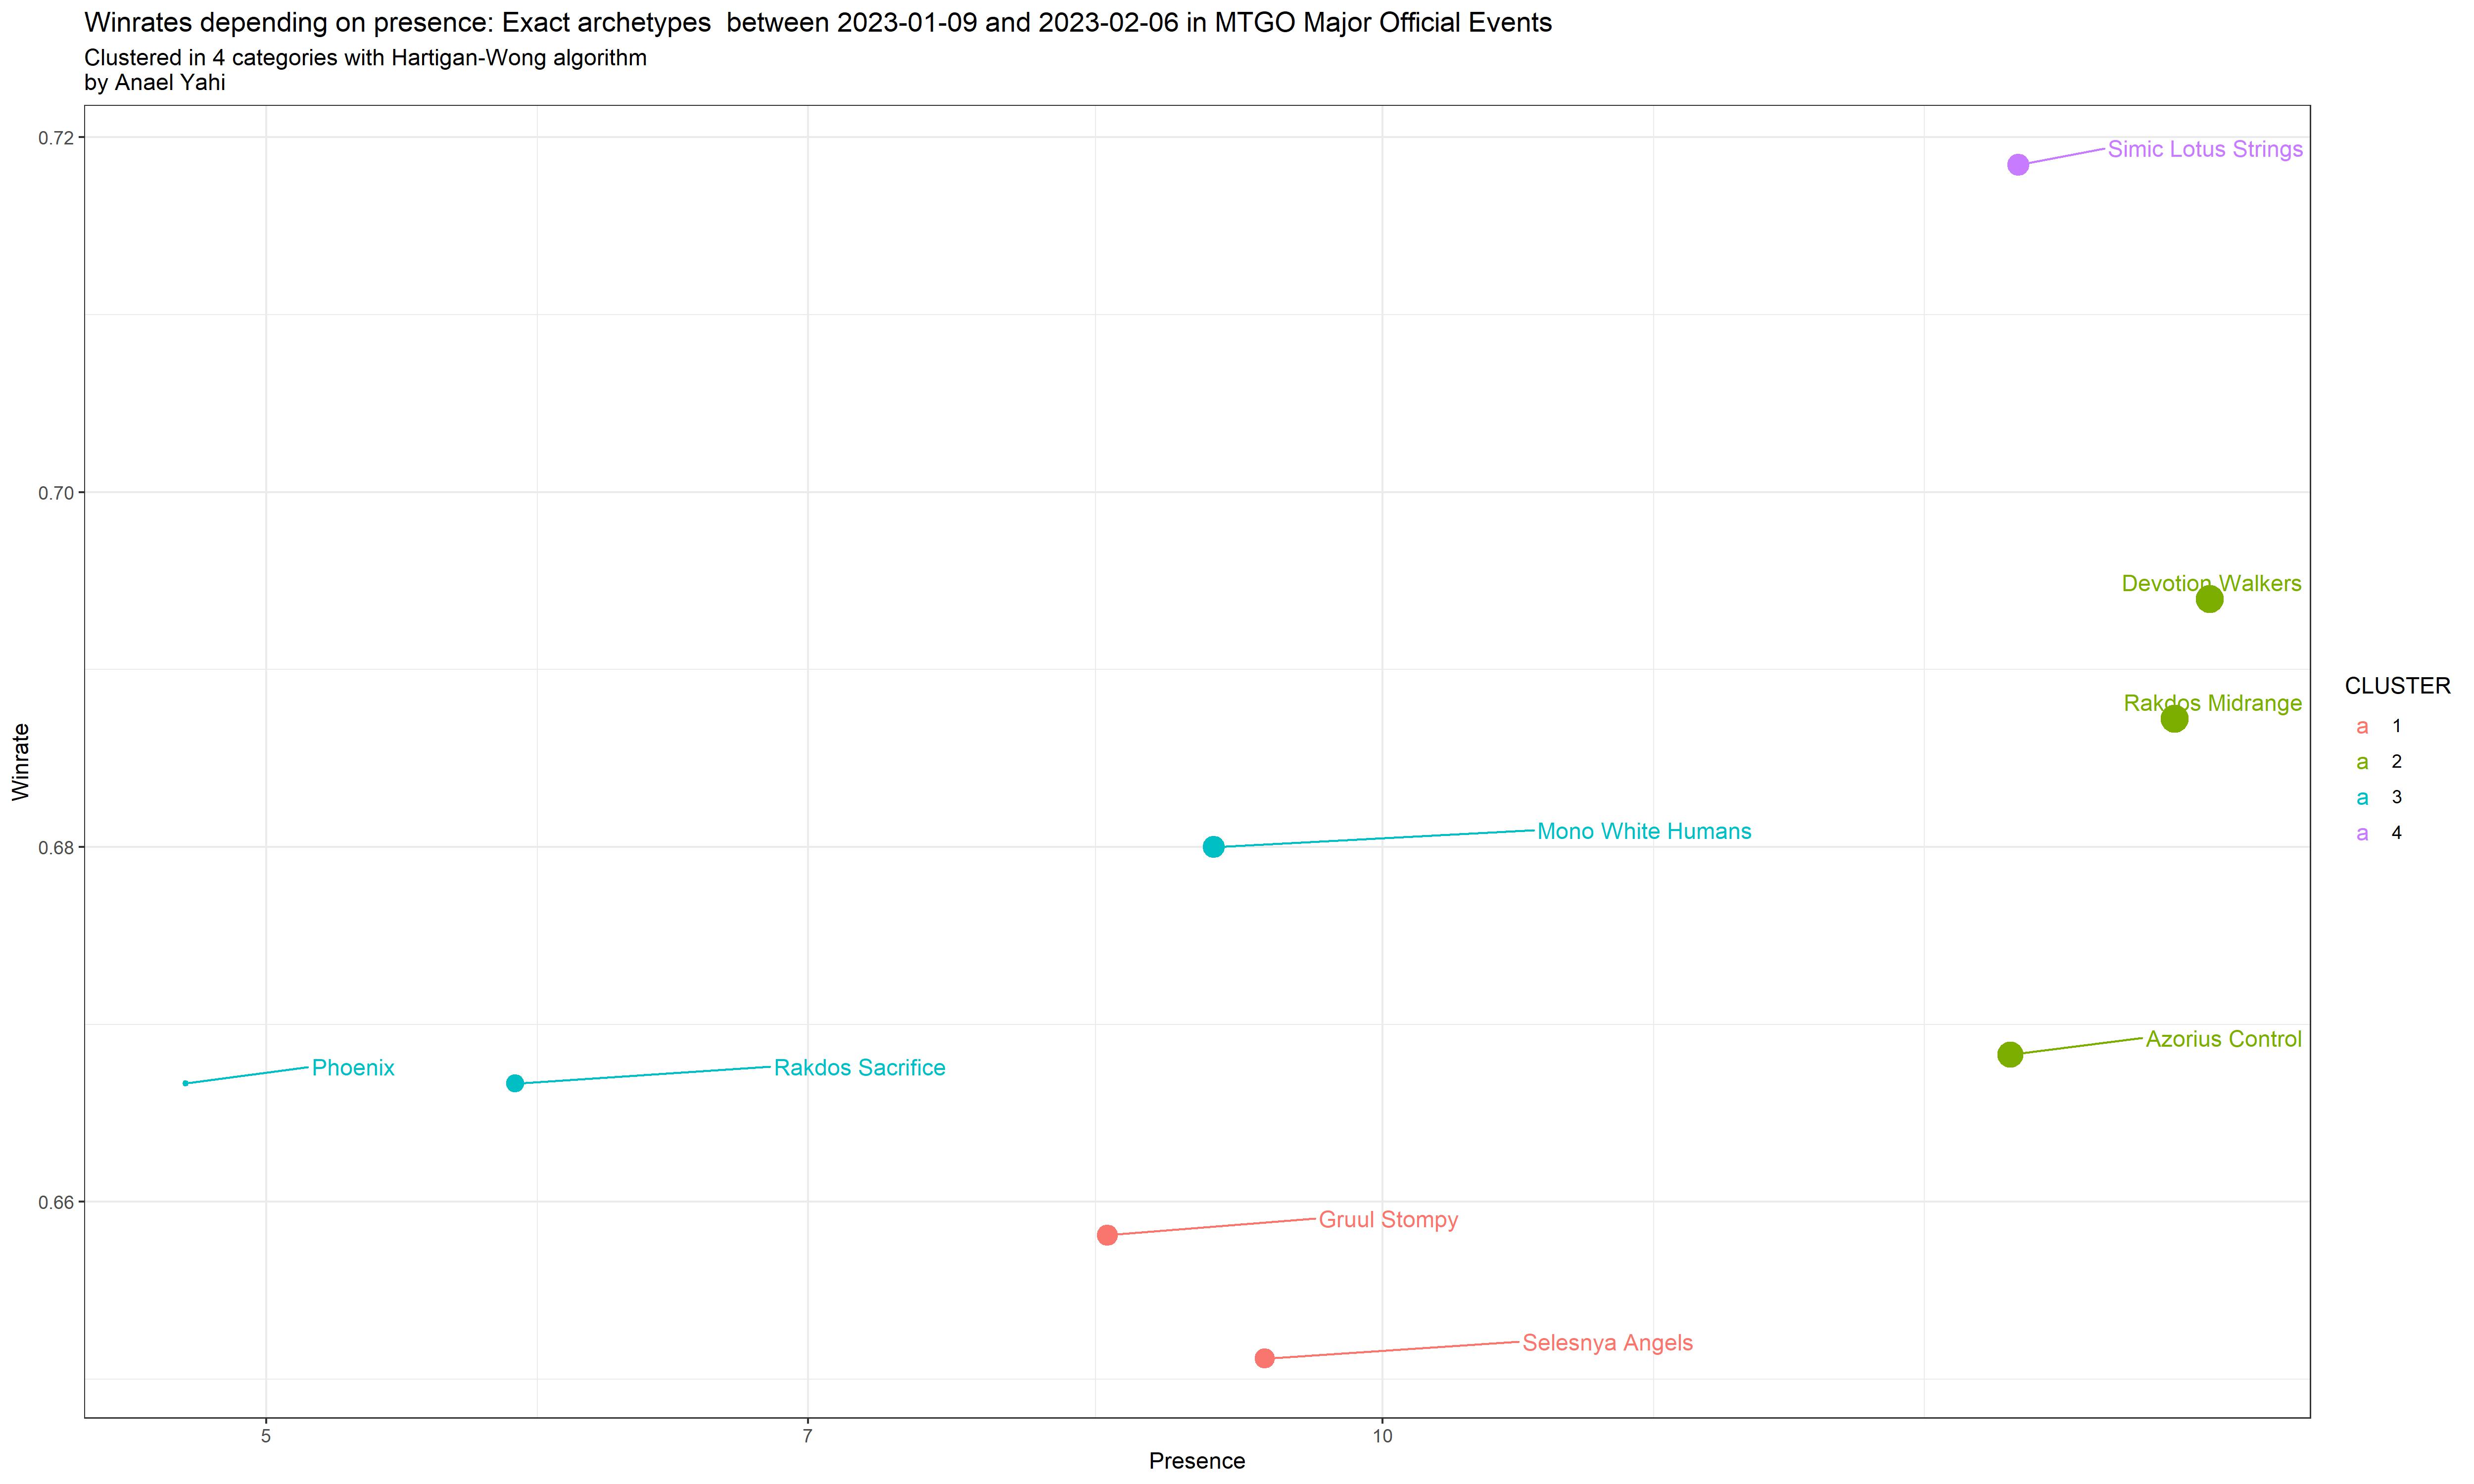 Winrates depending on presence: Exact archetypes  between 2023-01-09 and 2023-02-06 in MTGO Major Official Events
Clustered in 4 categories with Hartigan-Wong algorithm
by Anael Yahi
0.72
0.70
0.68
0.66
Winrate
Simic Lotus Strings
Devotion Walkers
Rakdos Midrange
Mono White Humans
Azorius Control
Phoenix
Rakdos Sacrifice
Gruul Stompy
Selesnya Angels
5
7
10
Presence
CLUSTER
a 1
a 2
a 3
a 4